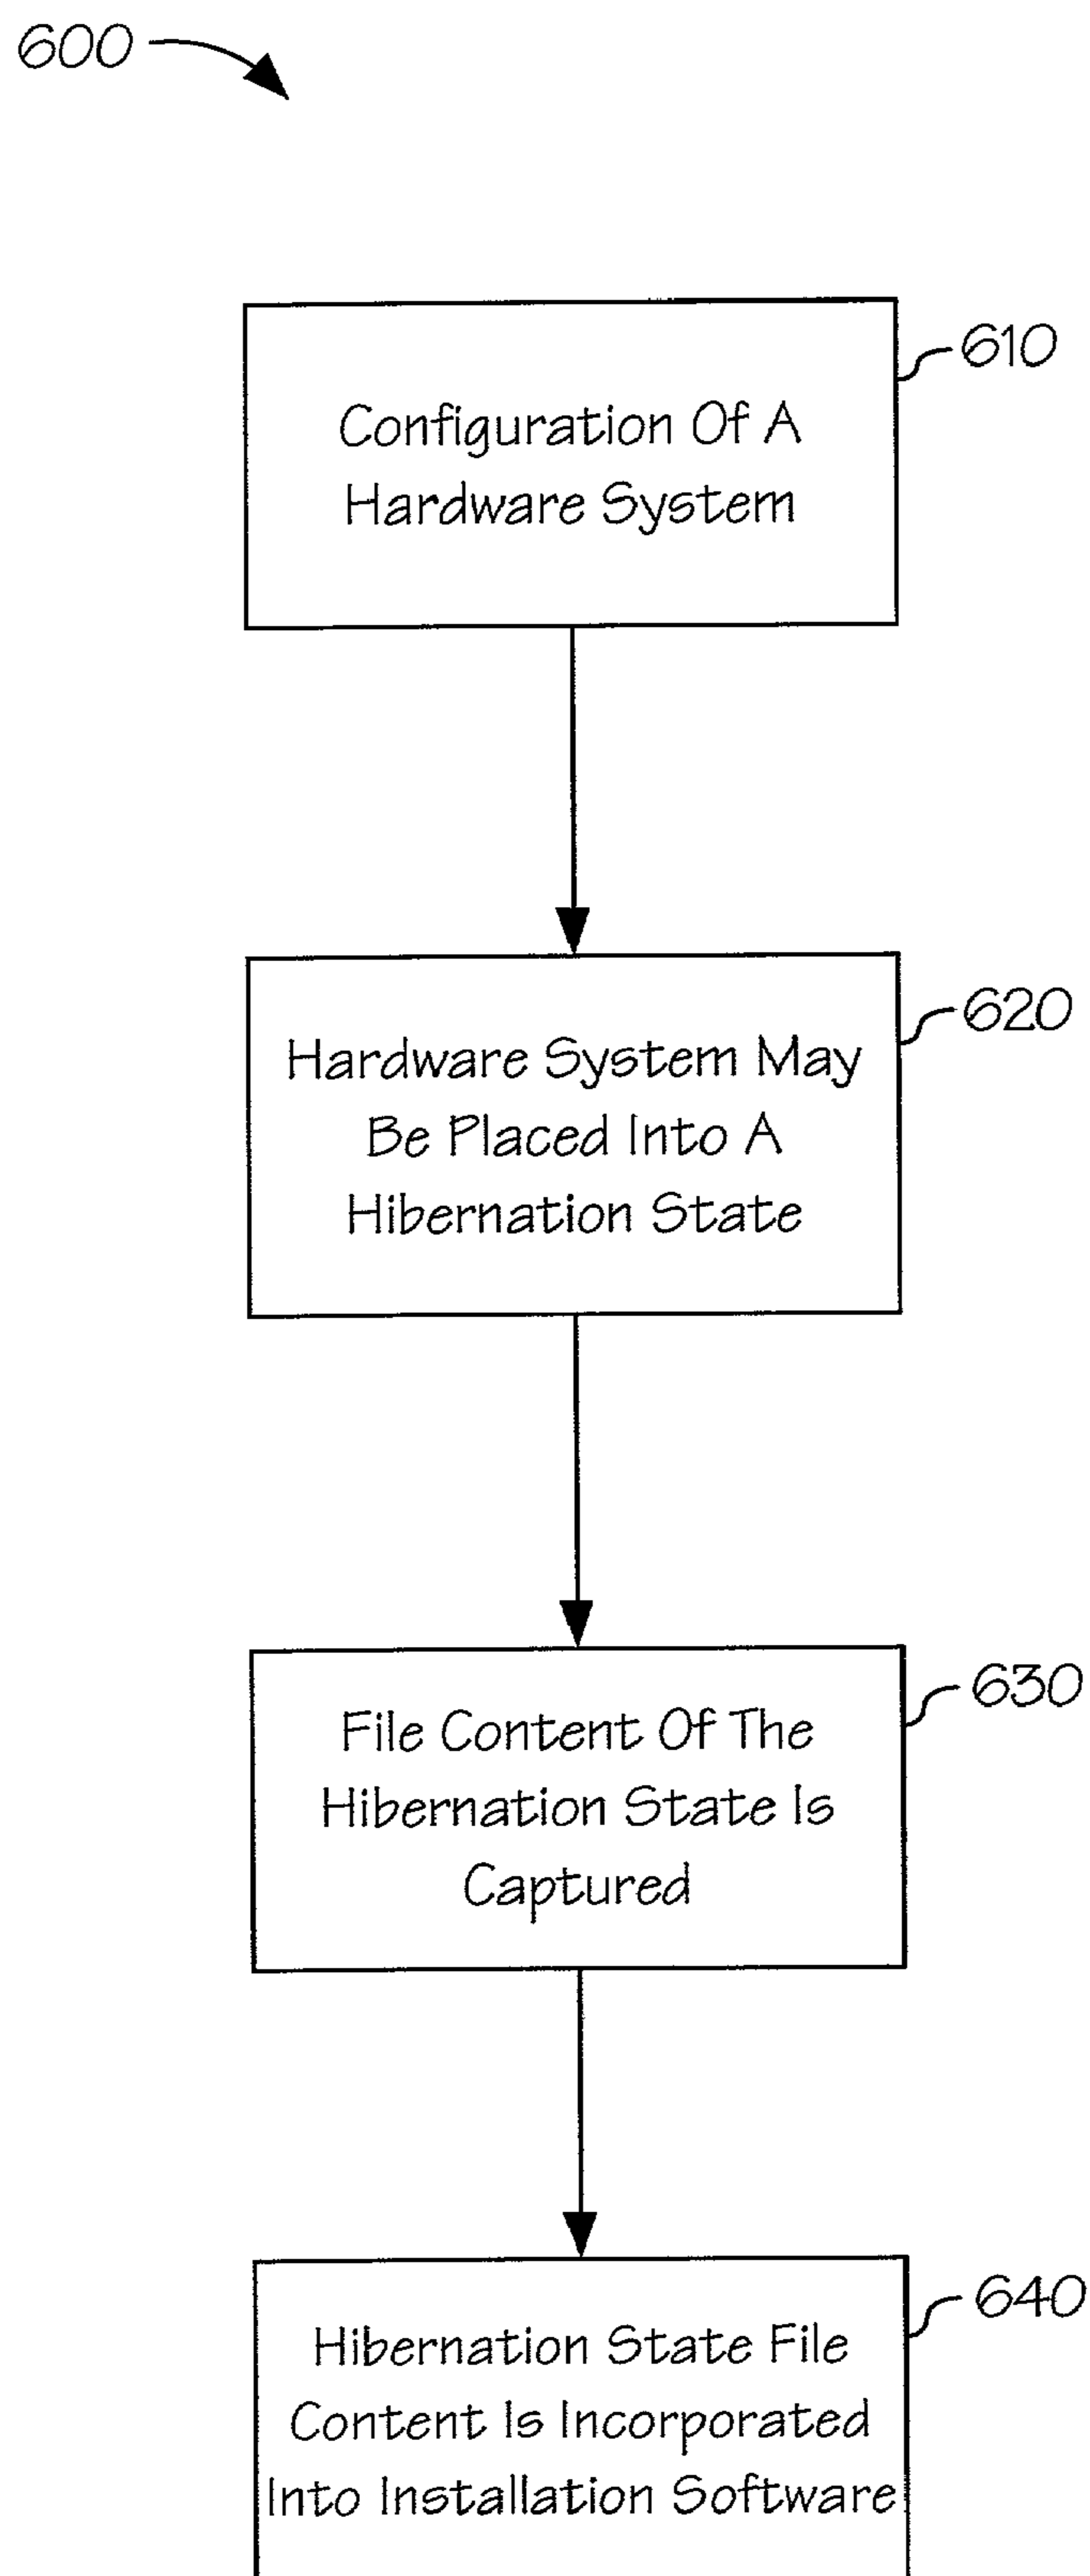 600
610
Configuration Of A
Hardware System
620
Hardware System May
Be Placed Into A
Hibernation State
630
File Content Of The
Hibernation State Is
Captured
640
Hibernation State File
Content Is Incorporated
Into Installation Software